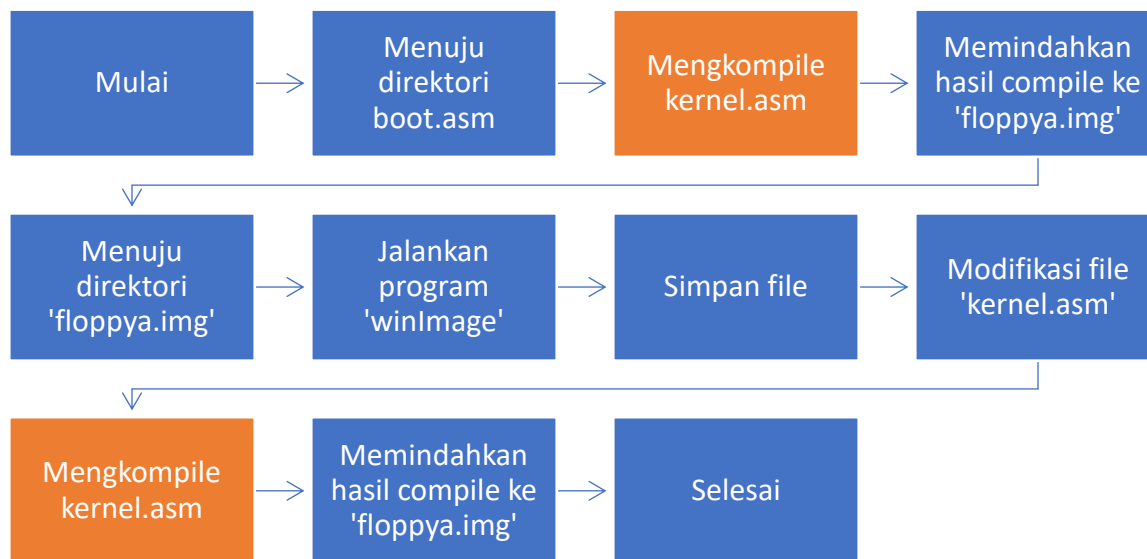 Mulai
Menuju
direktori
boot.asm
Mengkompile
kernel.asm
Memindahkan
hasil compile ke
'floppya.img'
Menuju
direktori
'floppya.img'
Jalankan
program
'winImage'
Simpan file
Modifikasi file
'kernel.asm'
Mengkompile
kernel.asm
Memindahkan
hasil compile ke
'floppya.img'
Selesai